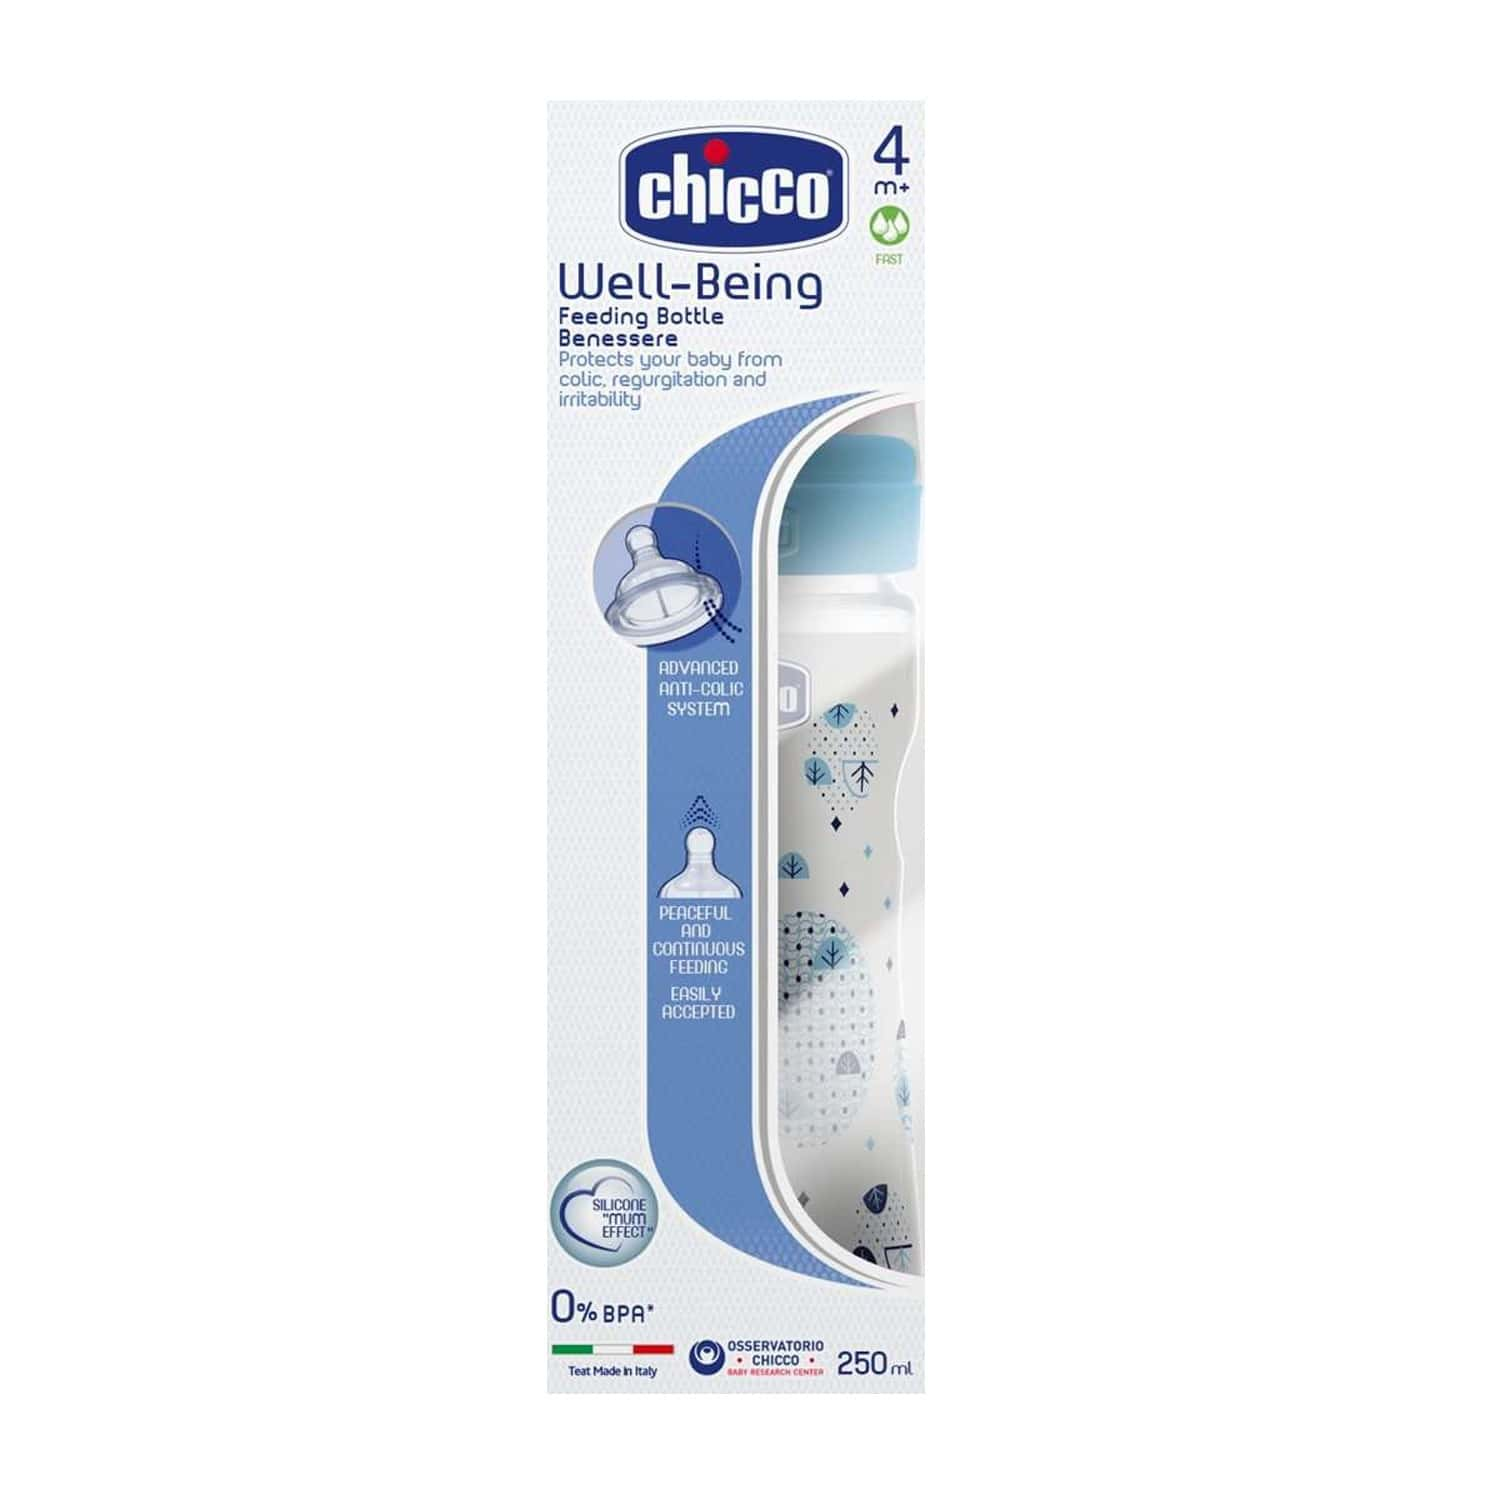 chicco
4
m+
FAST
Well-Being
Feeding Bottle
Benessere
Protects your baby from
colic, regurgitation and
irritability
ADVANCED
ANTI-COLIC
SYSTEM
PEACEFUL
AND
CONTINUOUS
FEEDING
EASILY
ACCEPTED
SILICONE
"MUM
EFFECT"
0% BPA*
Teat Made in Italy
OSSERVATORIO
• CHICCO •
BABY RESEARCH CENTER
250 ml